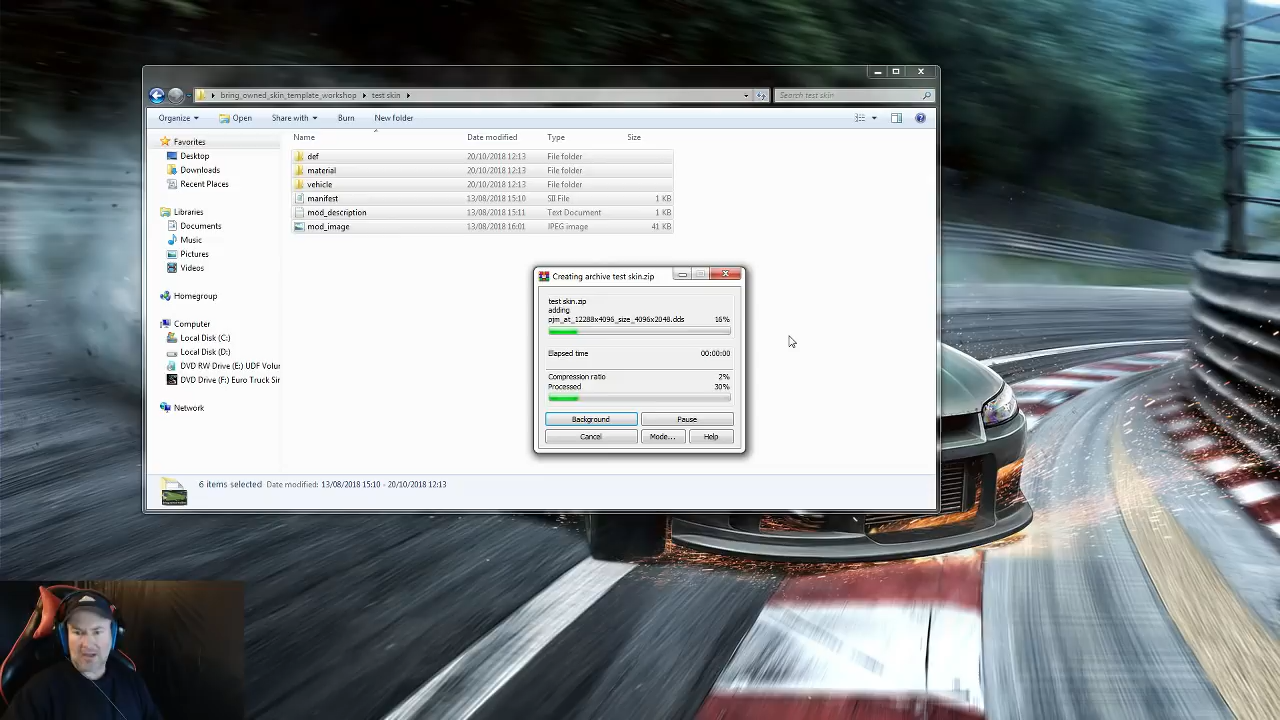 bring_owned_skin_template_workshop
test skin
Search test skin
Organize
Open
Share with
Burn
New folder
Name
Date modified
Type
Size
Favorites
Desktop
Downloads
Recent Places
Libraries
Documents
Music
Pictures
Videos
Homegroup
Computer
Local Disk (C:)
Local Disk (D:)
DVD RW Drive (E:) UDF Volur
DVD Drive (F:) Euro Truck Sir
Network
def 20/10/2018 12:13 File folder
material 20/10/2018 12:13 File folder
vehicle 20/10/2018 12:13 File folder
manifest 13/08/2018 15:10 SII File 1 KB
mod_description 13/08/2018 15:11 Text Document 1 KB
mod_image 13/08/2018 16:01 JPEG image 41 KB
Creating archive test skin.zip
test skin.zip
adding
pjm_at_12288x4096_size_4096x2048.dds 16%
Elapsed time 00:00:00
Compression ratio 2%
Processed 30%
Background
Pause
Cancel
Mode...
Help
6 items selected Date modified: 13/08/2018 15:10 - 20/10/2018 12:13